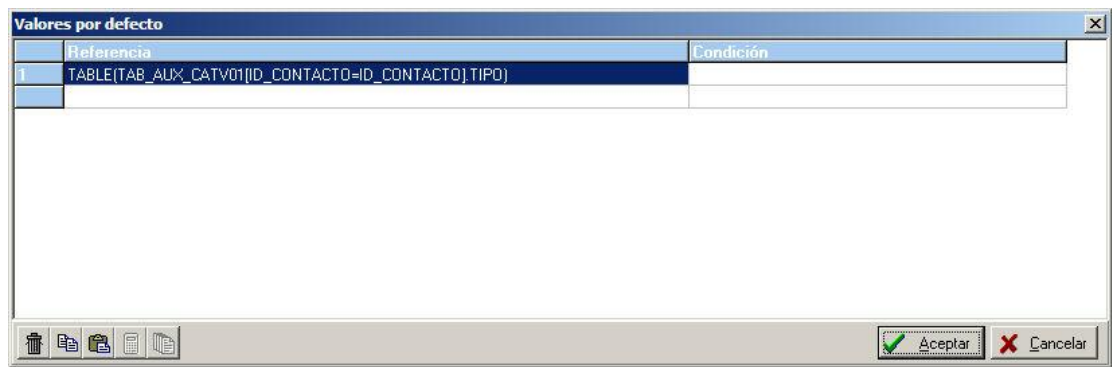 Valores por defecto
Referencia Condición
1 TABLE(TAB_AUX_CATV01[ID_CONTACTO=ID_CONTACTO].TIPO)
Aceptar Cancelar